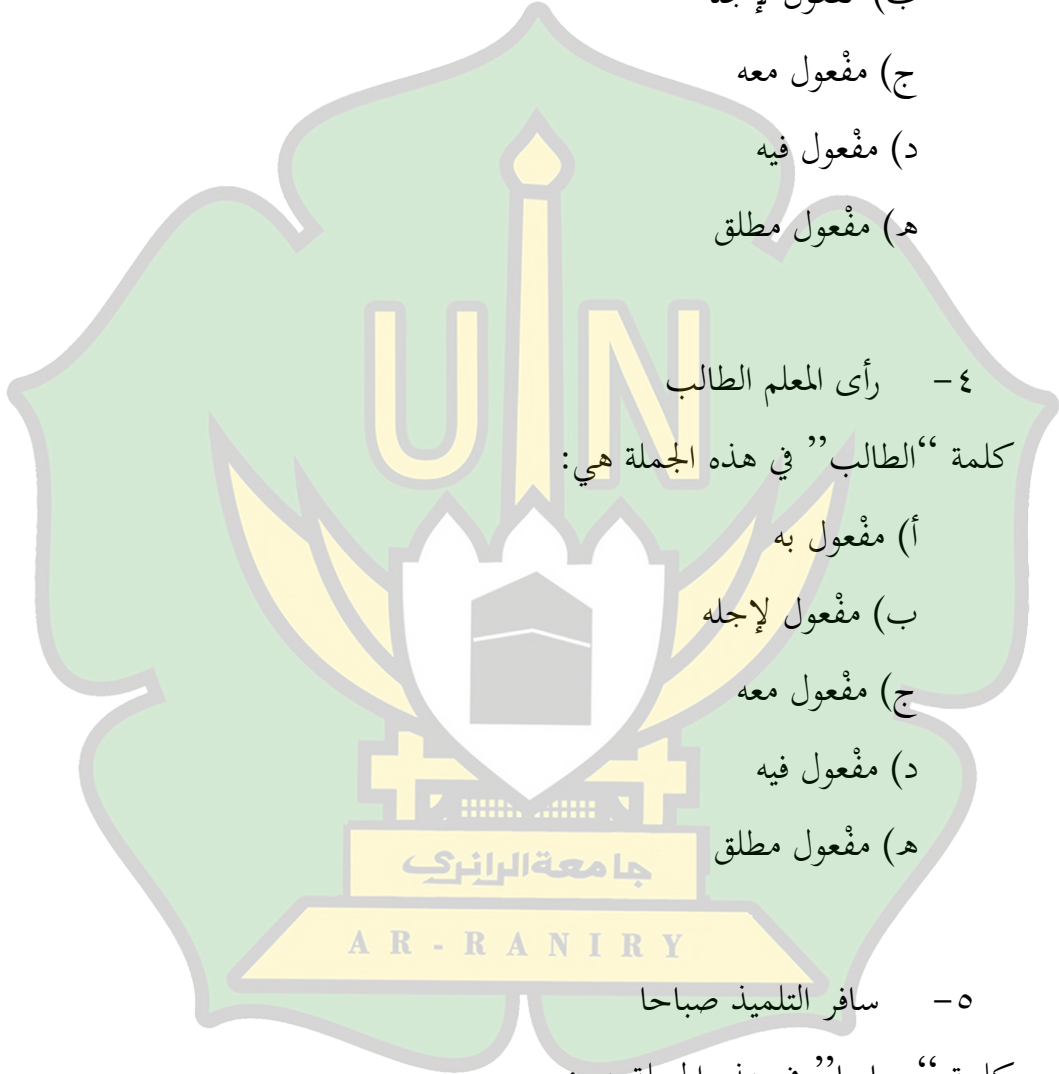 ج) مفْعول معه
د) مفْعول فيه
هـ) مفْعول مطلق
٤- رأى المعلم الطالب
كلمة “الطالب” في هذه الجملة هي:
أ) مفْعول به
ب) مفْعول لإجله
ج) مفْعول معه
د) مفْعول فيه
هـ) مفْعول مطلق
UIN
جامعةالرانري
AR-RANIRY
٥- سافر التلميذ صباحا